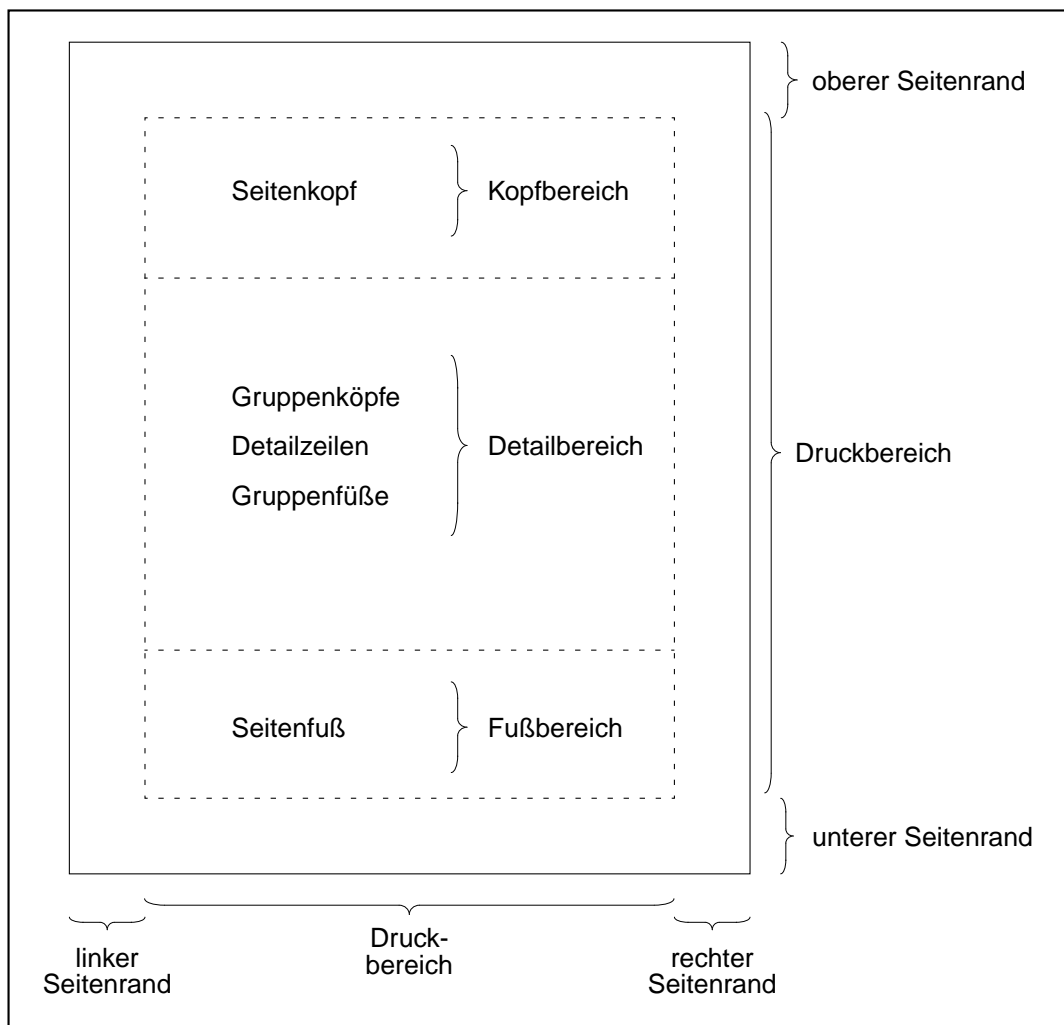 oberer Seitenrand
Seitenkopf
Kopfbereich
Gruppenköpfe
Detailzeilen
Gruppenfüße
Detailbereich
Druckbereich
Seitenfuß
Fußbereich
unterer Seitenrand
linker
Seitenrand
Druck-
bereich
rechter
Seitenrand